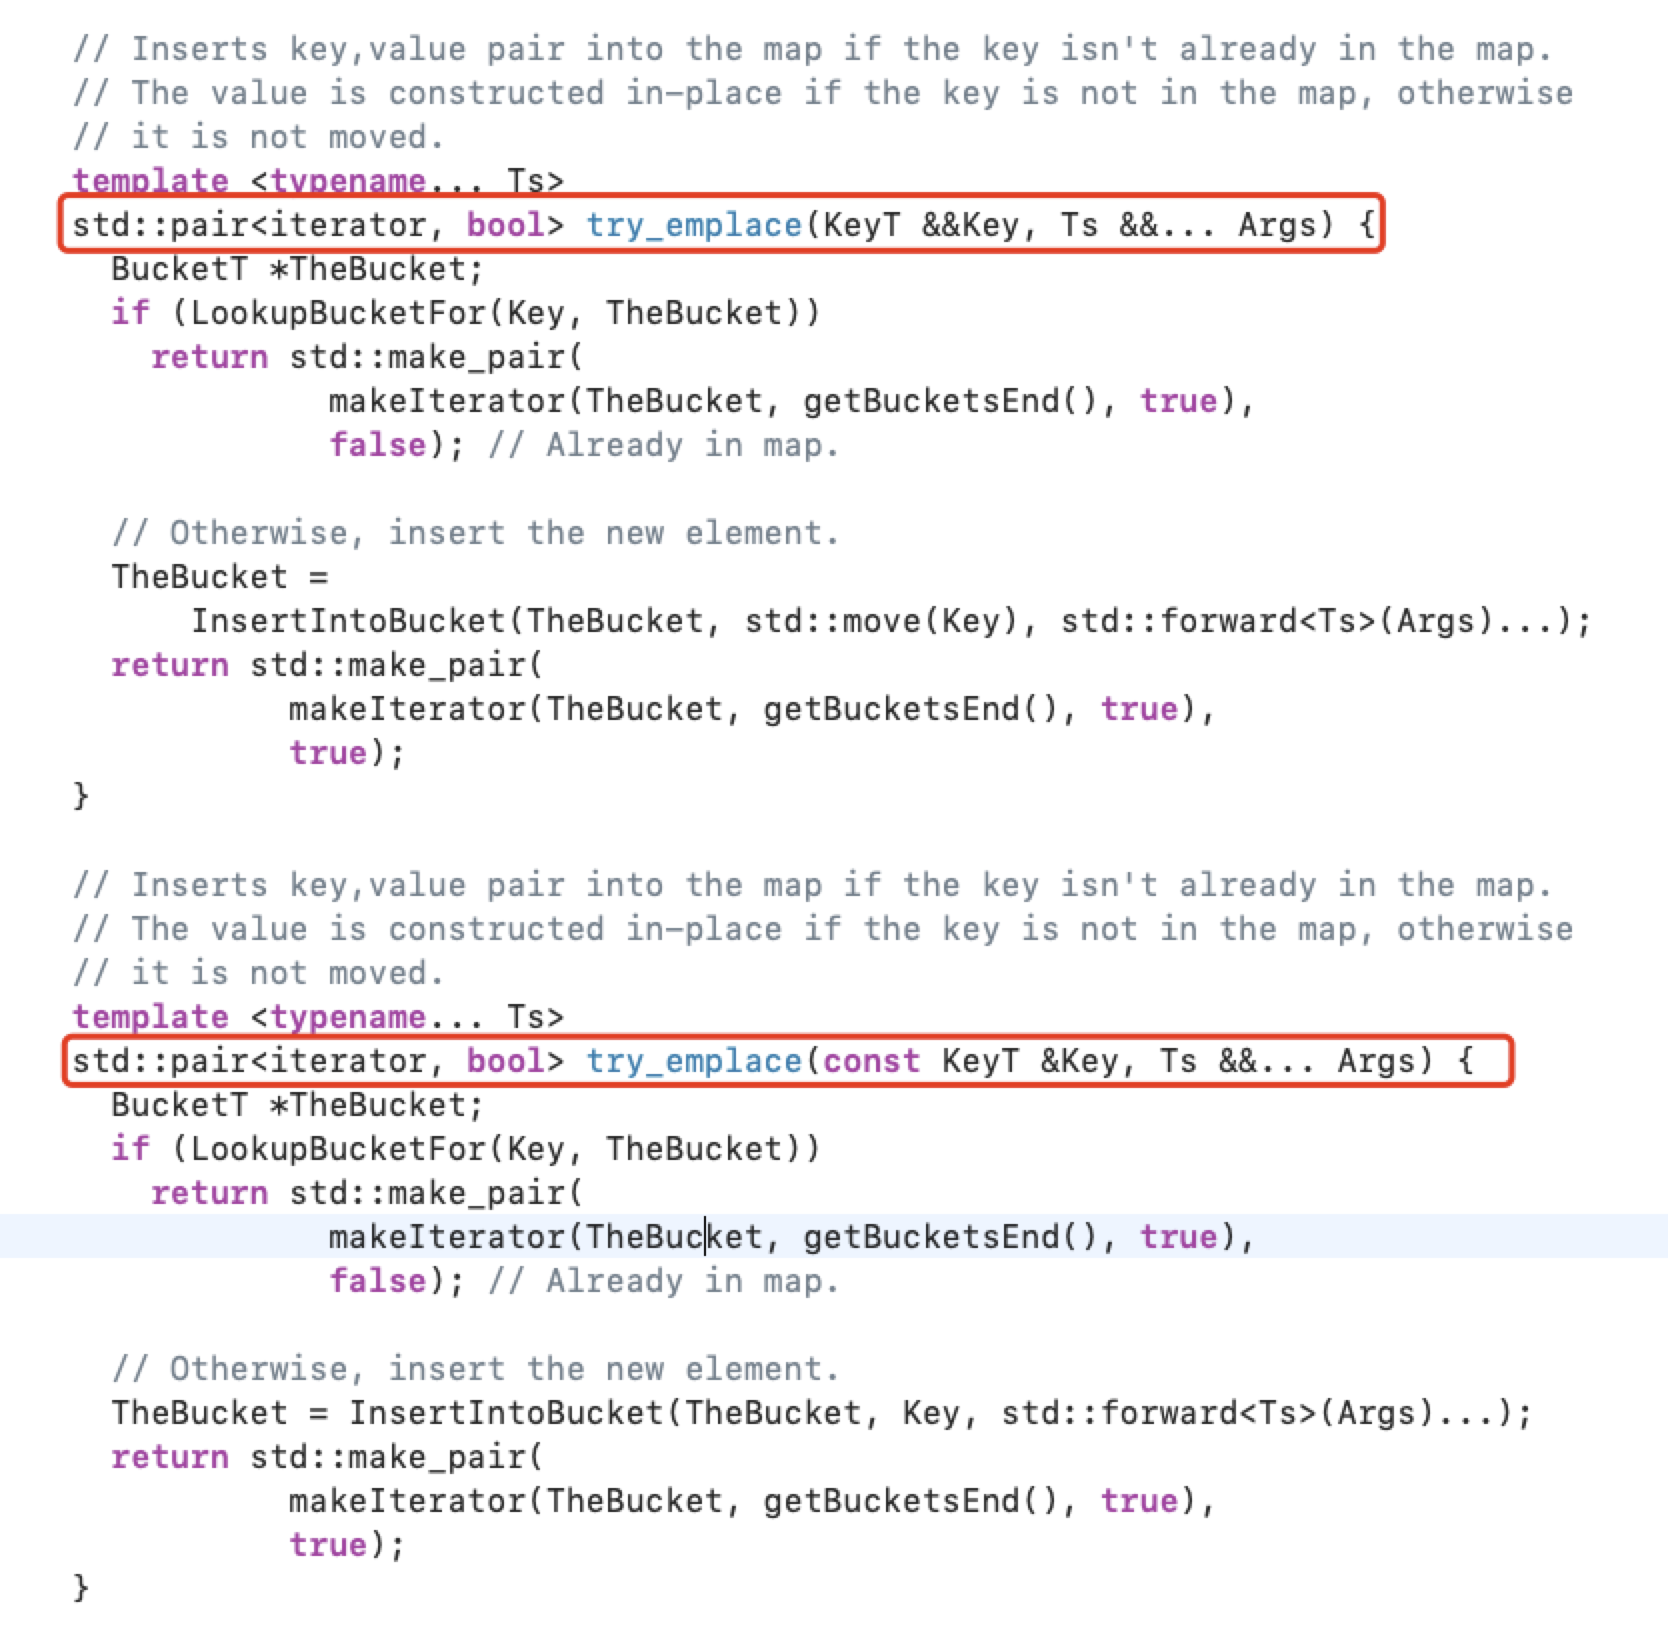 // Inserts key,value pair into the map if the key isn't already in the map.
// The value is constructed in-place if the key is not in the map, otherwise
// it is not moved.
template <typename... Ts>
std::pair<iterator, bool> try_emplace(KeyT &&Key, Ts &&... Args) {
  BucketT *TheBucket;
  if (LookupBucketFor(Key, TheBucket))
    return std::make_pair(
             makeIterator(TheBucket, getBucketsEnd(), true),
             false); // Already in map.

  // Otherwise, insert the new element.
  TheBucket =
      InsertIntoBucket(TheBucket, std::move(Key), std::forward<Ts>(Args)...);
  return std::make_pair(
           makeIterator(TheBucket, getBucketsEnd(), true),
           true);
}

// Inserts key,value pair into the map if the key isn't already in the map.
// The value is constructed in-place if the key is not in the map, otherwise
// it is not moved.
template <typename... Ts>
std::pair<iterator, bool> try_emplace(const KeyT &Key, Ts &&... Args) {
  BucketT *TheBucket;
  if (LookupBucketFor(Key, TheBucket))
    return std::make_pair(
             makeIterator(TheBucket, getBucketsEnd(), true),
             false); // Already in map.

  // Otherwise, insert the new element.
  TheBucket = InsertIntoBucket(TheBucket, Key, std::forward<Ts>(Args)...);
  return std::make_pair(
           makeIterator(TheBucket, getBucketsEnd(), true),
           true);
}